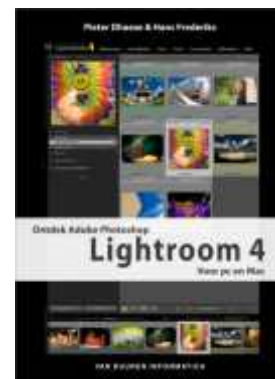 Pieter Dhaeze & Hans Frederiks
Ontdek Adobe Photoshop
Lightroom 4
Voor pc en Mac
VAN DUUREN INFORMATICA